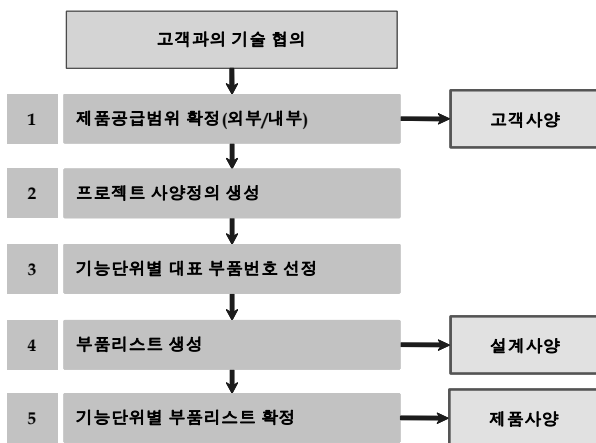 고객과의 기술 협의
1 제품공급범위 확정(외부/내부) 고객사양
2 프로젝트 사양정의 생성
3 기능단위별 대표 부품번호 선정
4 부품리스트 생성 설계사양
5 기능단위별 부품리스트 확정 제품사양